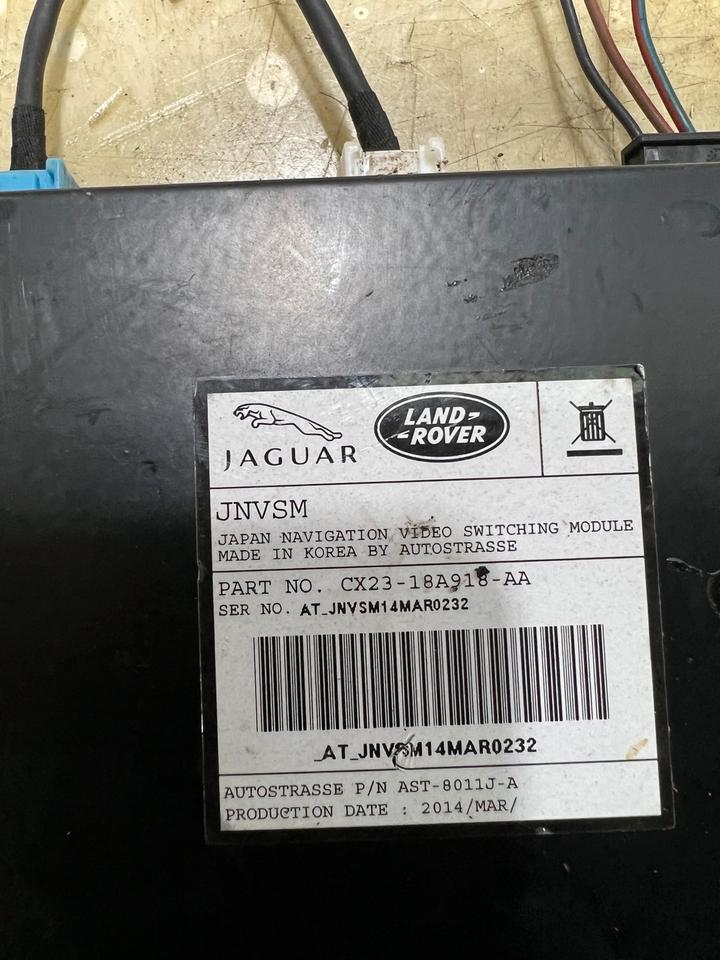 JAGUAR
LAND-
-ROVER
JNVSM
JAPAN NAVIGATION VIDEO SWITCHING MODULE
MADE IN KOREA BY AUTOSTRASSE
PART NO. CX23-18A918-AA
SER NO. AT_JNVSM14MAR0232
_AT_JNVSM14MAR0232
AUTOSTRASSE P/N AST-8011J-A
PRODUCTION DATE : 2014/MAR/